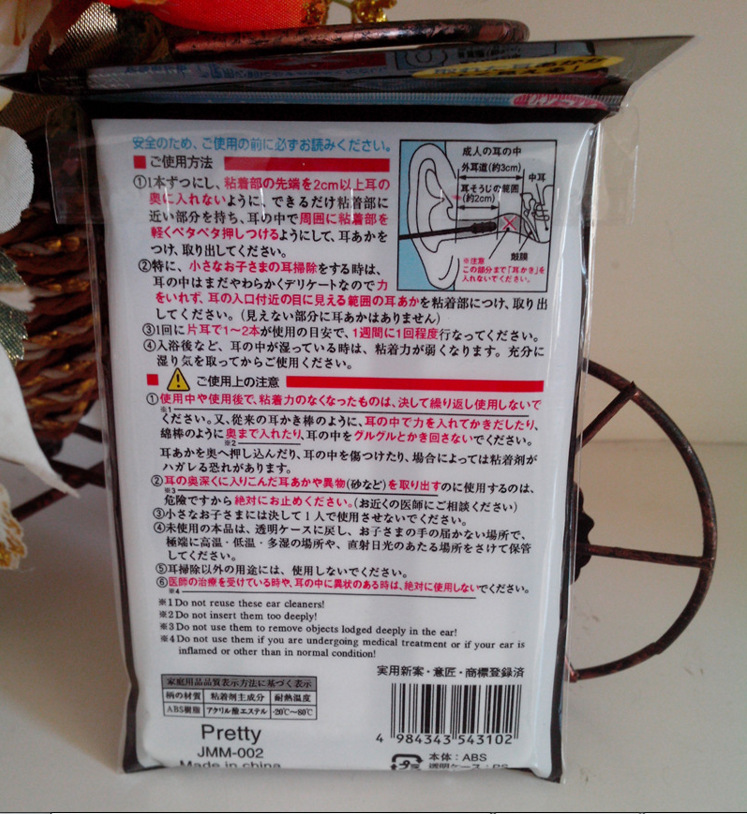 安全のため、ご使用の前に必ずお読みください。
■ご使用方法
①1本ずつにし、粘着部の先端を2cm以上耳の
奥に入れないように、できるだけ粘着部に
近い部分を持ち、耳の中で周囲に粘着部を
軽くペタペタ押しつけるようにして、耳あかを
つけ、取り出してください。
成人の耳の中
外耳道(約3cm)
中耳
耳そうじの範囲
(約2cm)
鼓膜
※注意
この部分まで「耳かき」を
入れないでください。
②特に、小さなお子さまの耳掃除をする時は、
耳の中はまだやわらかくデリケートなので力
をいれず、耳の入口付近の目に見える範囲の耳あかを粘着部につけ、取り出
してください。(見えない部分に耳あかはありません)
③1回に片耳で1〜2本が使用の目安で、1週間に1回程度行なってください。
④入浴後など、耳の中が湿っている時は、粘着力が弱くなります。充分に
湿り気を取ってからご使用ください。
■ご使用上の注意
①使用中や使用後で、粘着力のなくなったものは、決して繰り返し使用しないで
※1
ください。又、従来の耳かき棒のように、耳の中で力を入れてかきだしたり、
綿棒のように奥まで入れたり、耳の中をグルグルとかき回さないでください。
※2
耳あかを奥へ押し込んだり、耳の中を傷つけたり、場合によっては粘着剤が
ハガレる恐れがあります。
②耳の奥深くに入りこんだ耳あかや異物(砂など)を取り出すのに使用するのは、
※3
危険ですから絶対にお止めください。(お近くの医師にご相談ください)
③小さなお子さまには決して1人で使用させないでください。
④未使用の本品は、透明ケースに戻し、お子さまの手の届かない場所で、
極端に高温・低温・多湿の場所や、直射日光のあたる場所をさけて保管
してください。
⑤耳掃除以外の用途には、使用しないでください。
⑥医師の治療を受けている時や、耳の中に異状のある時は、絶対に使用しないでください。
※4
※1 Do not reuse these ear cleaners!
※2 Do not insert them too deeply!
※3 Do not use them to remove objects lodged deeply in the ear!
※4 Do not use them if you are undergoing medical treatment or if your ear is
inflamed or other than in normal condition!
実用新案・意匠・商標登録済
家庭用品品質表示方法に基づく表示
柄の材質 粘着剤主成分 耐熱温度
ABS樹脂 アクリル酸エステル -20℃〜80℃
Pretty
JMM-002
Made in china
4 984343 543102
本体:ABS
透明ケース:PS